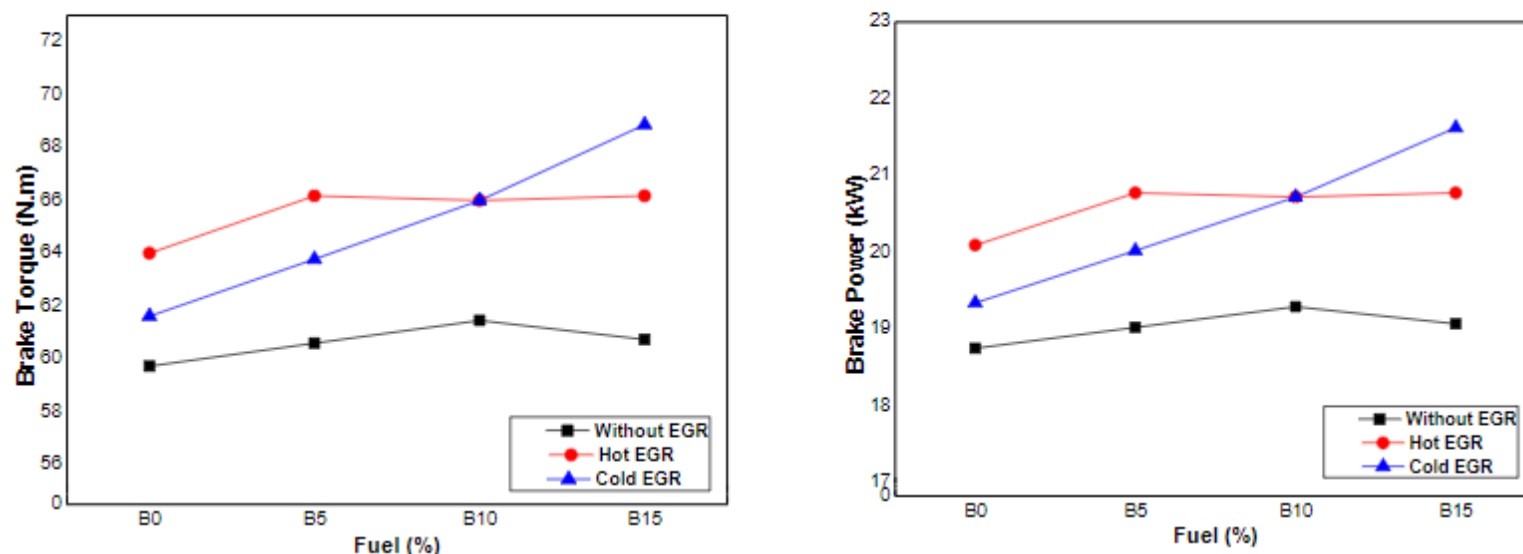 Brake Torque (N.m)
72
70
68
66
64
62
60
58
56
0
B0 B5 B10 B15
Fuel (%)
Without EGR
Hot EGR
Cold EGR
Brake Power (kW)
23
22
21
20
19
18
17
0
B0 B5 B10 B15
Fuel (%)
Without EGR
Hot EGR
Cold EGR